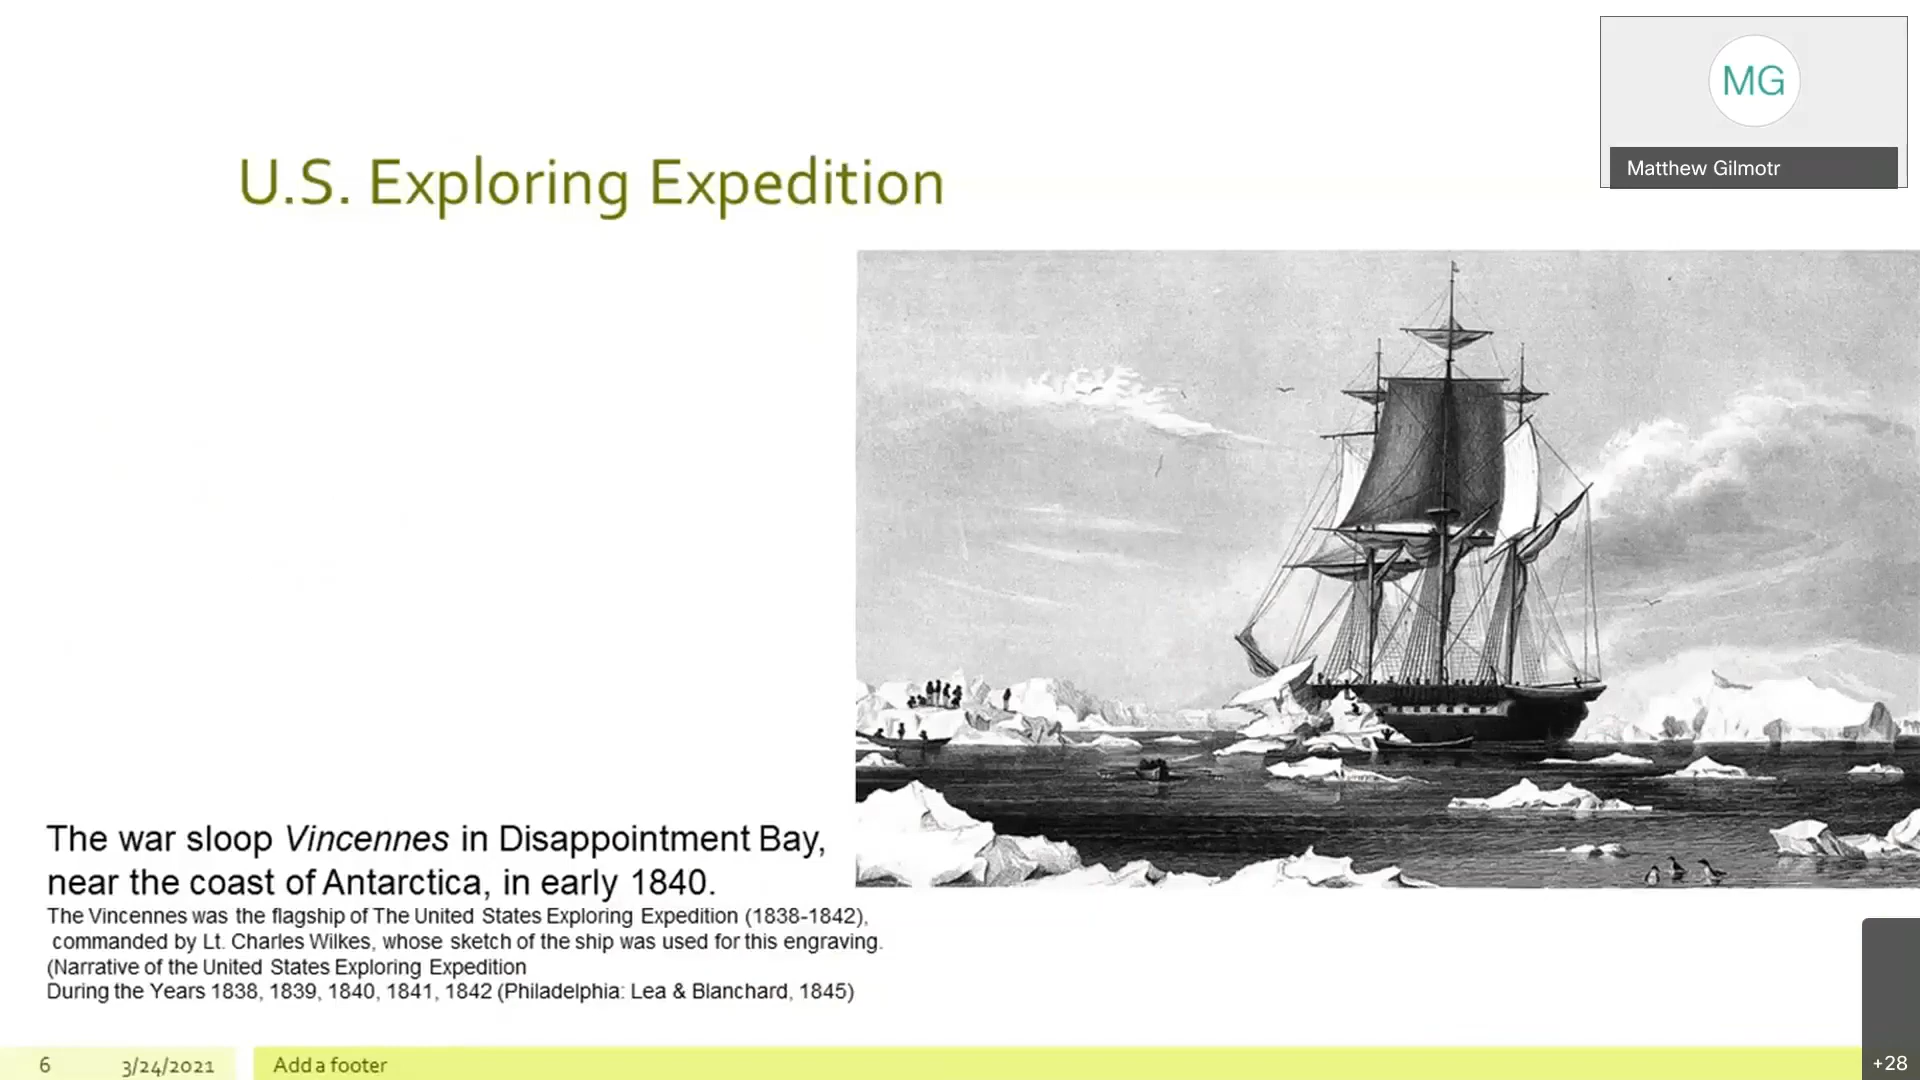 MG
Matthew Gilmotr
U.S. Exploring Expedition
The war sloop Vincennes in Disappointment Bay,
near the coast of Antarctica, in early 1840.
The Vincennes was the flagship of The United States Exploring Expedition (1838-1842),
commanded by Lt. Charles Wilkes, whose sketch of the ship was used for this engraving.
(Narrative of the United States Exploring Expedition
During the Years 1838, 1839, 1840, 1841, 1842 (Philadelphia: Lea & Blanchard, 1845)
6
3/24/2021
Add a footer
+28